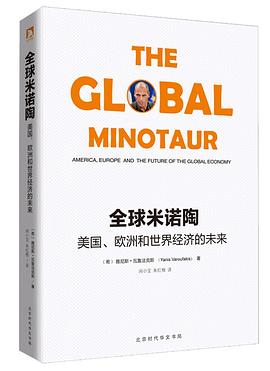 全球米诺陶
美国、欧洲和世界经济的未来
THE
GLOBAL
MINOTAUR
AMERICA, EUROPE AND THE FUTURE OF THE GLOBAL ECONOMY
全球米诺陶
美国、欧洲和世界经济的未来
（希）雅尼斯·瓦鲁法克斯（Yanis Varoufakis） 著
北京时代华文书局